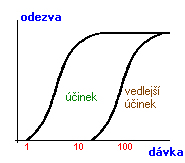 odezva
účinek
vedlejší
účinek
1
10
100
dávka